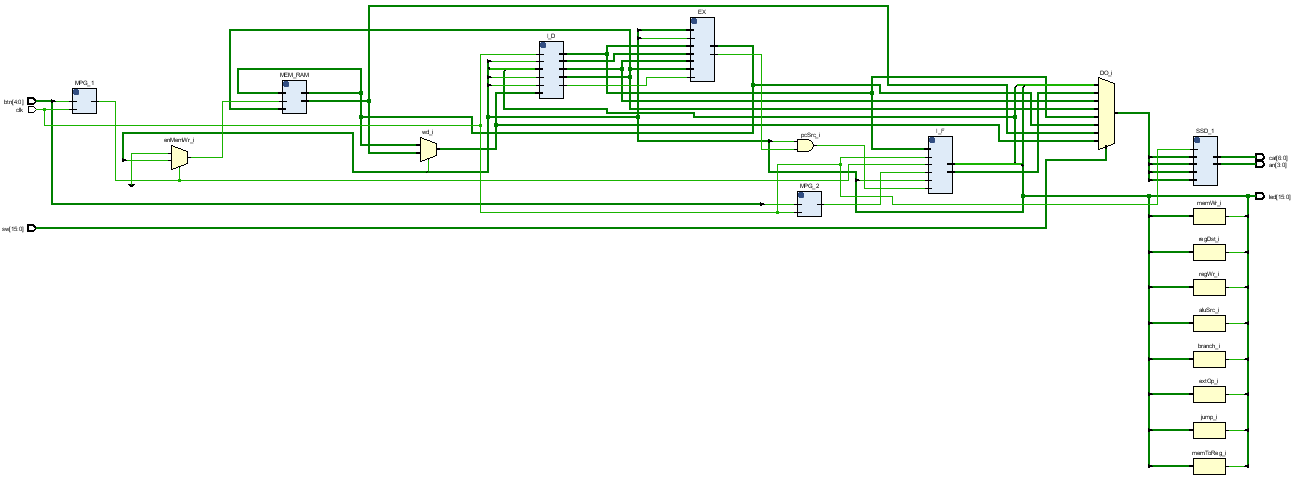 EX
I_D
DO_i
MEM_RAM
MPG_1
btn[4:0]
clk
wd_i
pcSrc_i
I_F
SSD_1
enMemWr_i
cat[6:0]
an[3:0]
MPG_2
led[15:0]
memWr_i
sw[15:0]
regDst_i
regWr_i
aluSrc_i
branch_i
extOp_i
jump_i
memToReg_i